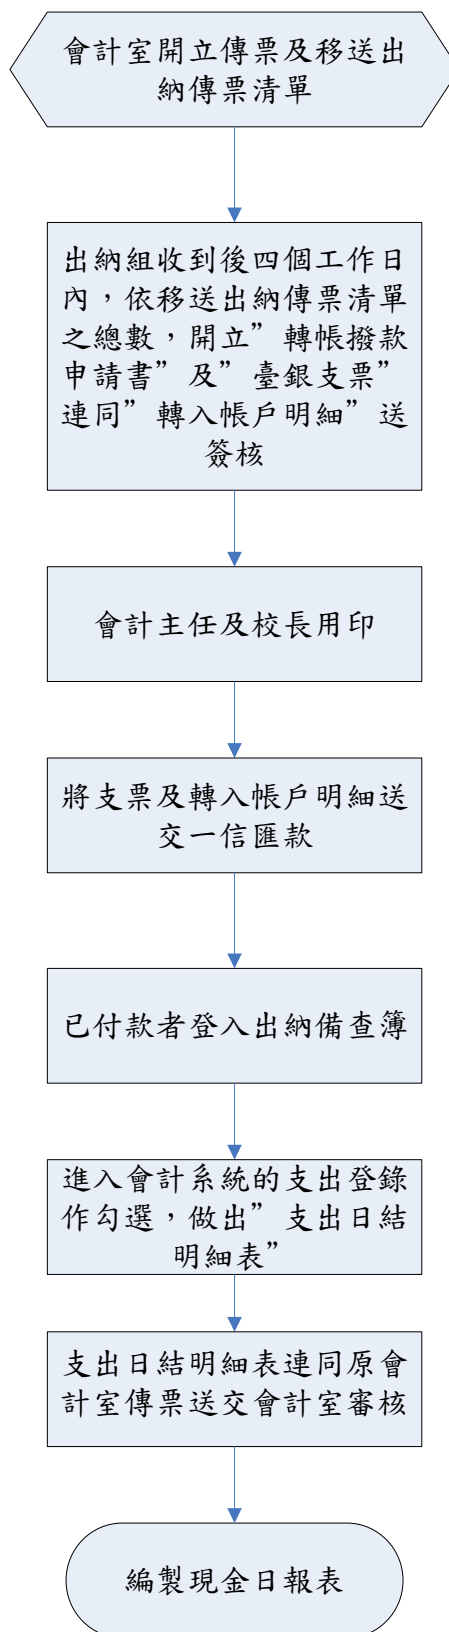 會計室開立傳票及移送出
納傳票清單
出納組收到後四個工作日
內，依移送出納傳票清單
之總數，開立”轉帳撥款
申請書”及”臺銀支票”
連同”轉入帳戶明細”送
簽核
會計主任及校長用印
將支票及轉入帳戶明細送
交一信匯款
已付款者登入出納備查簿
進入會計系統的支出登錄
作勾選，做出”支出日結
明細表”
支出日結明細表連同原會
計室傳票送交會計室審核
編製現金日報表